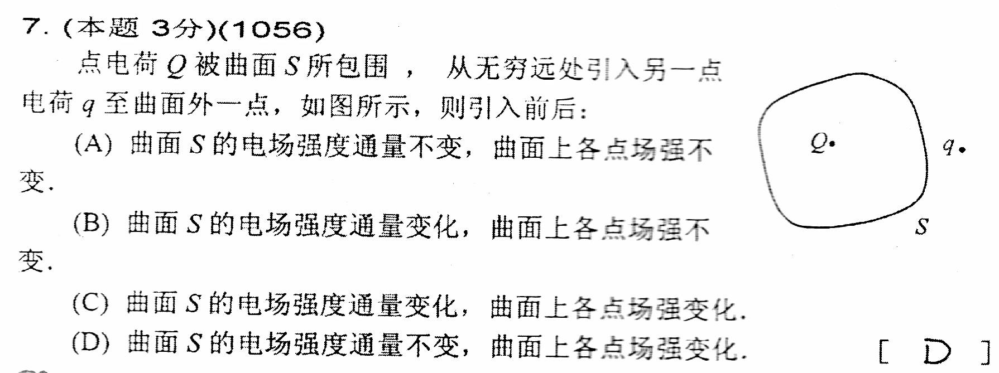 7. (本题 3分)(1056)
点电荷 Q 被曲面 S 所包围 ， 从无穷远处引入另一点
电荷 q 至曲面外一点，如图所示，则引入前后：
(A) 曲面 S 的电场强度通量不变，曲面上各点场强不
变.
(B) 曲面 S 的电场强度通量变化，曲面上各点场强不
变.
(C) 曲面 S 的电场强度通量变化，曲面上各点场强变化.
(D) 曲面 S 的电场强度通量不变，曲面上各点场强变化.
[ D ]
Q
q
S